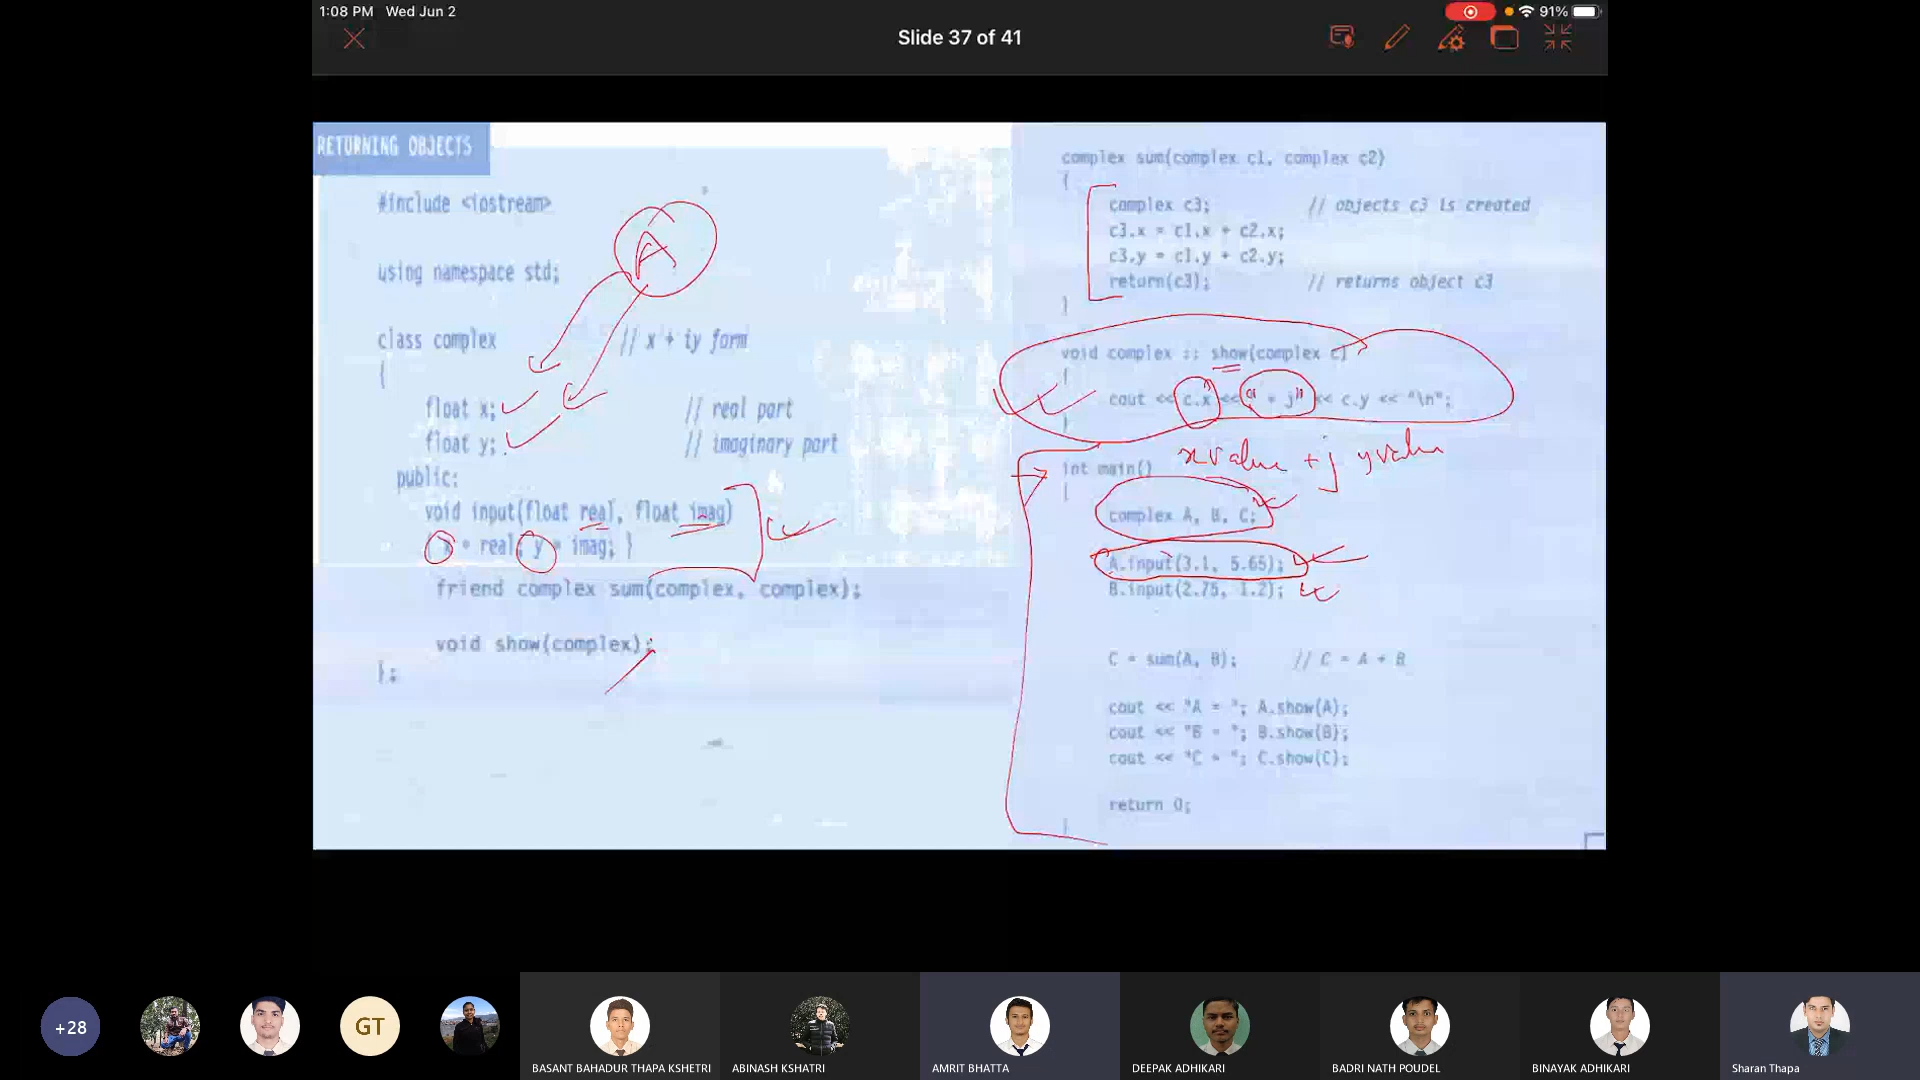 1:08 PM Wed Jun 2
91%
Slide 37 of 41
RETURNING OBJECTS
#include <iostream>
using namespace std;
class complex // x + iy form
{
float x; // real part
float y; // imaginary part
public:
void input(float real, float imag)
{ x = real; y = imag; }
friend complex sum(complex, complex);
void show(complex);
};
A
complex sum(complex c1, complex c2)
{
complex c3; // objects c3 is created
c3.x = c1.x + c2.x;
c3.y = c1.y + c2.y;
return(c3); // returns object c3
}
void complex :: show(complex c)
{
cout << c.x << " + j" << c.y << "\n";
}
x value + j y value
int main()
{
complex A, B, C;
A.input(3.1, 5.65);
B.input(2.75, 1.2);
C = sum(A, B); // C = A + B
cout << "A = "; A.show(A);
cout << "B = "; B.show(B);
cout << "C = "; C.show(C);
return 0;
}
+28
GT
BASANT BAHADUR THAPA KSHETRI
ABINASH KSHATRI
AMRIT BHATTA
DEEPAK ADHIKARI
BADRI NATH POUDEL
BINAYAK ADHIKARI
Sharan Thapa